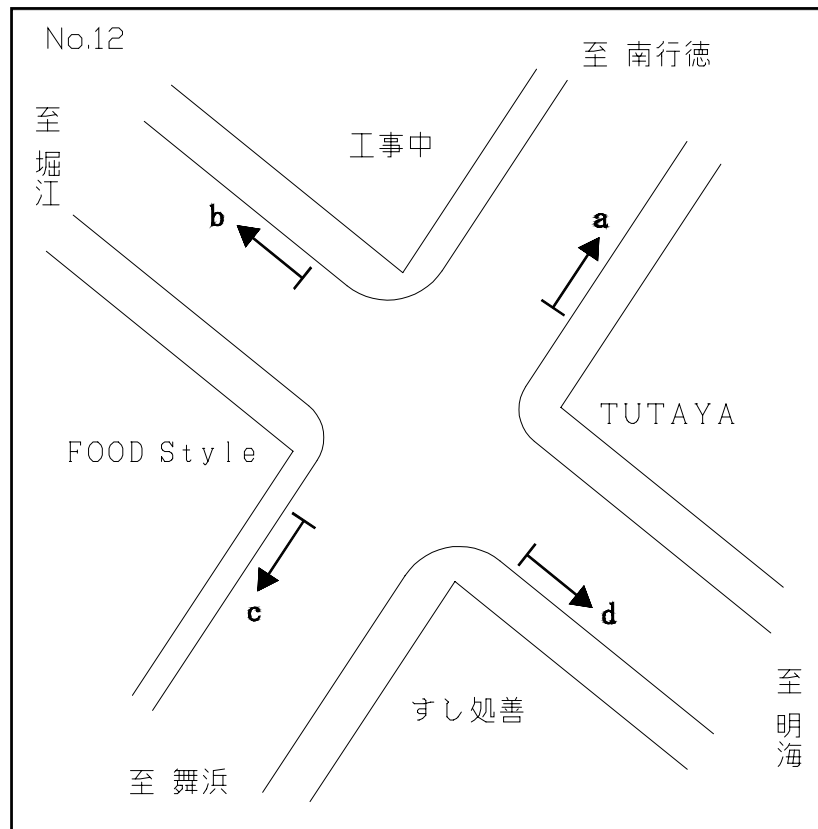 No.12
至 南行徳
至 堀江
工事中
b
a
TUTAYA
FOOD Style
c
d
すし処善
至 明海
至 舞浜